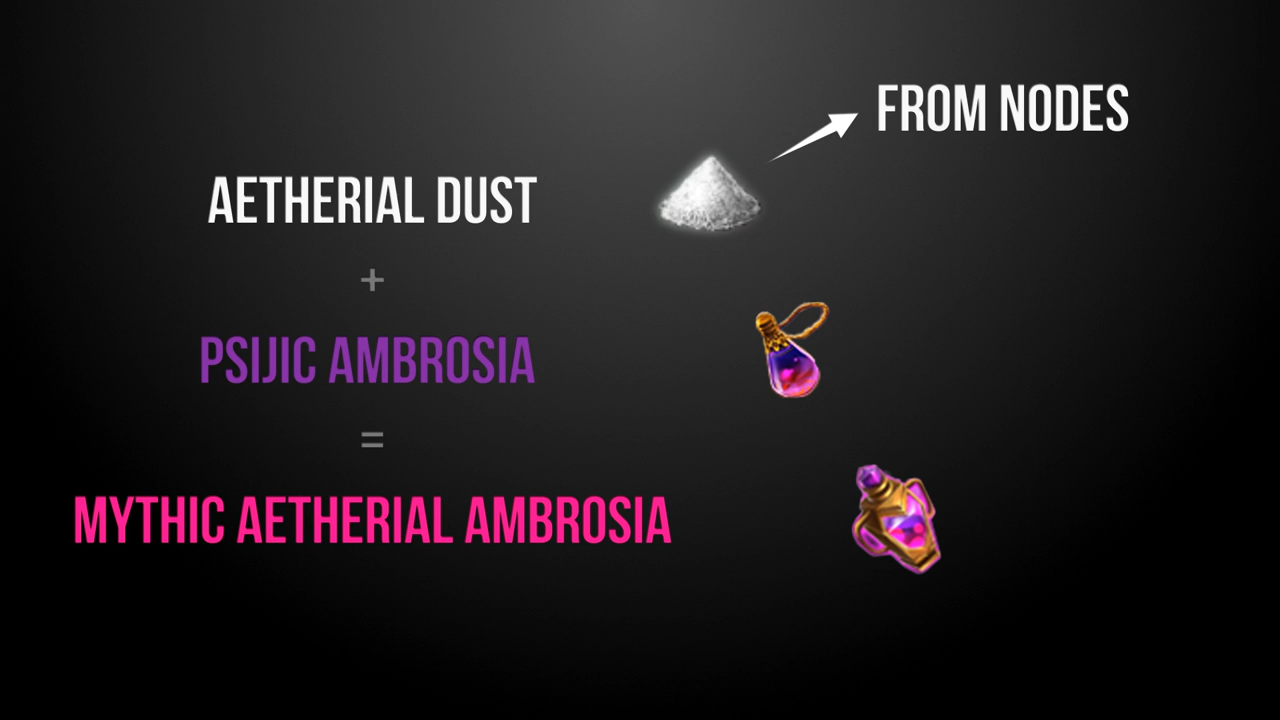 FROM NODES
AETHERIAL DUST
+
PSIJIC AMBROSIA
=
MYTHIC AETHERIAL AMBROSIA